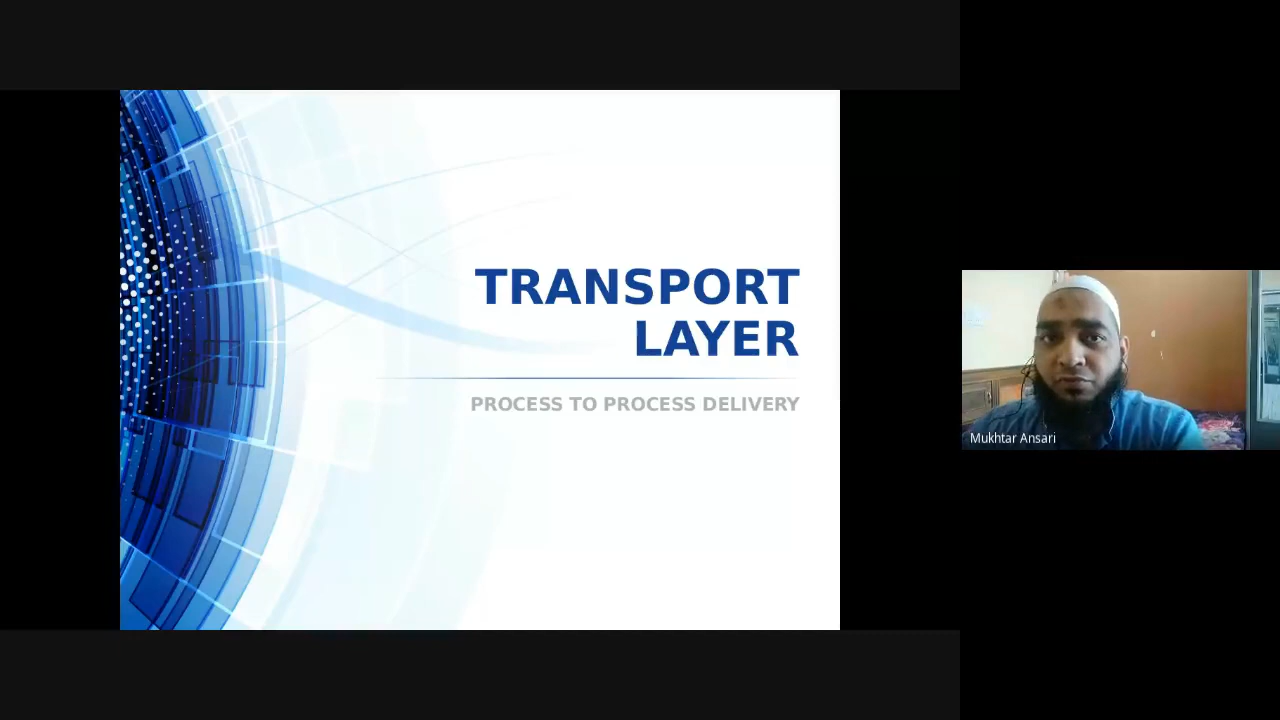 TRANSPORT
LAYER
PROCESS TO PROCESS DELIVERY
Mukhtar Ansari